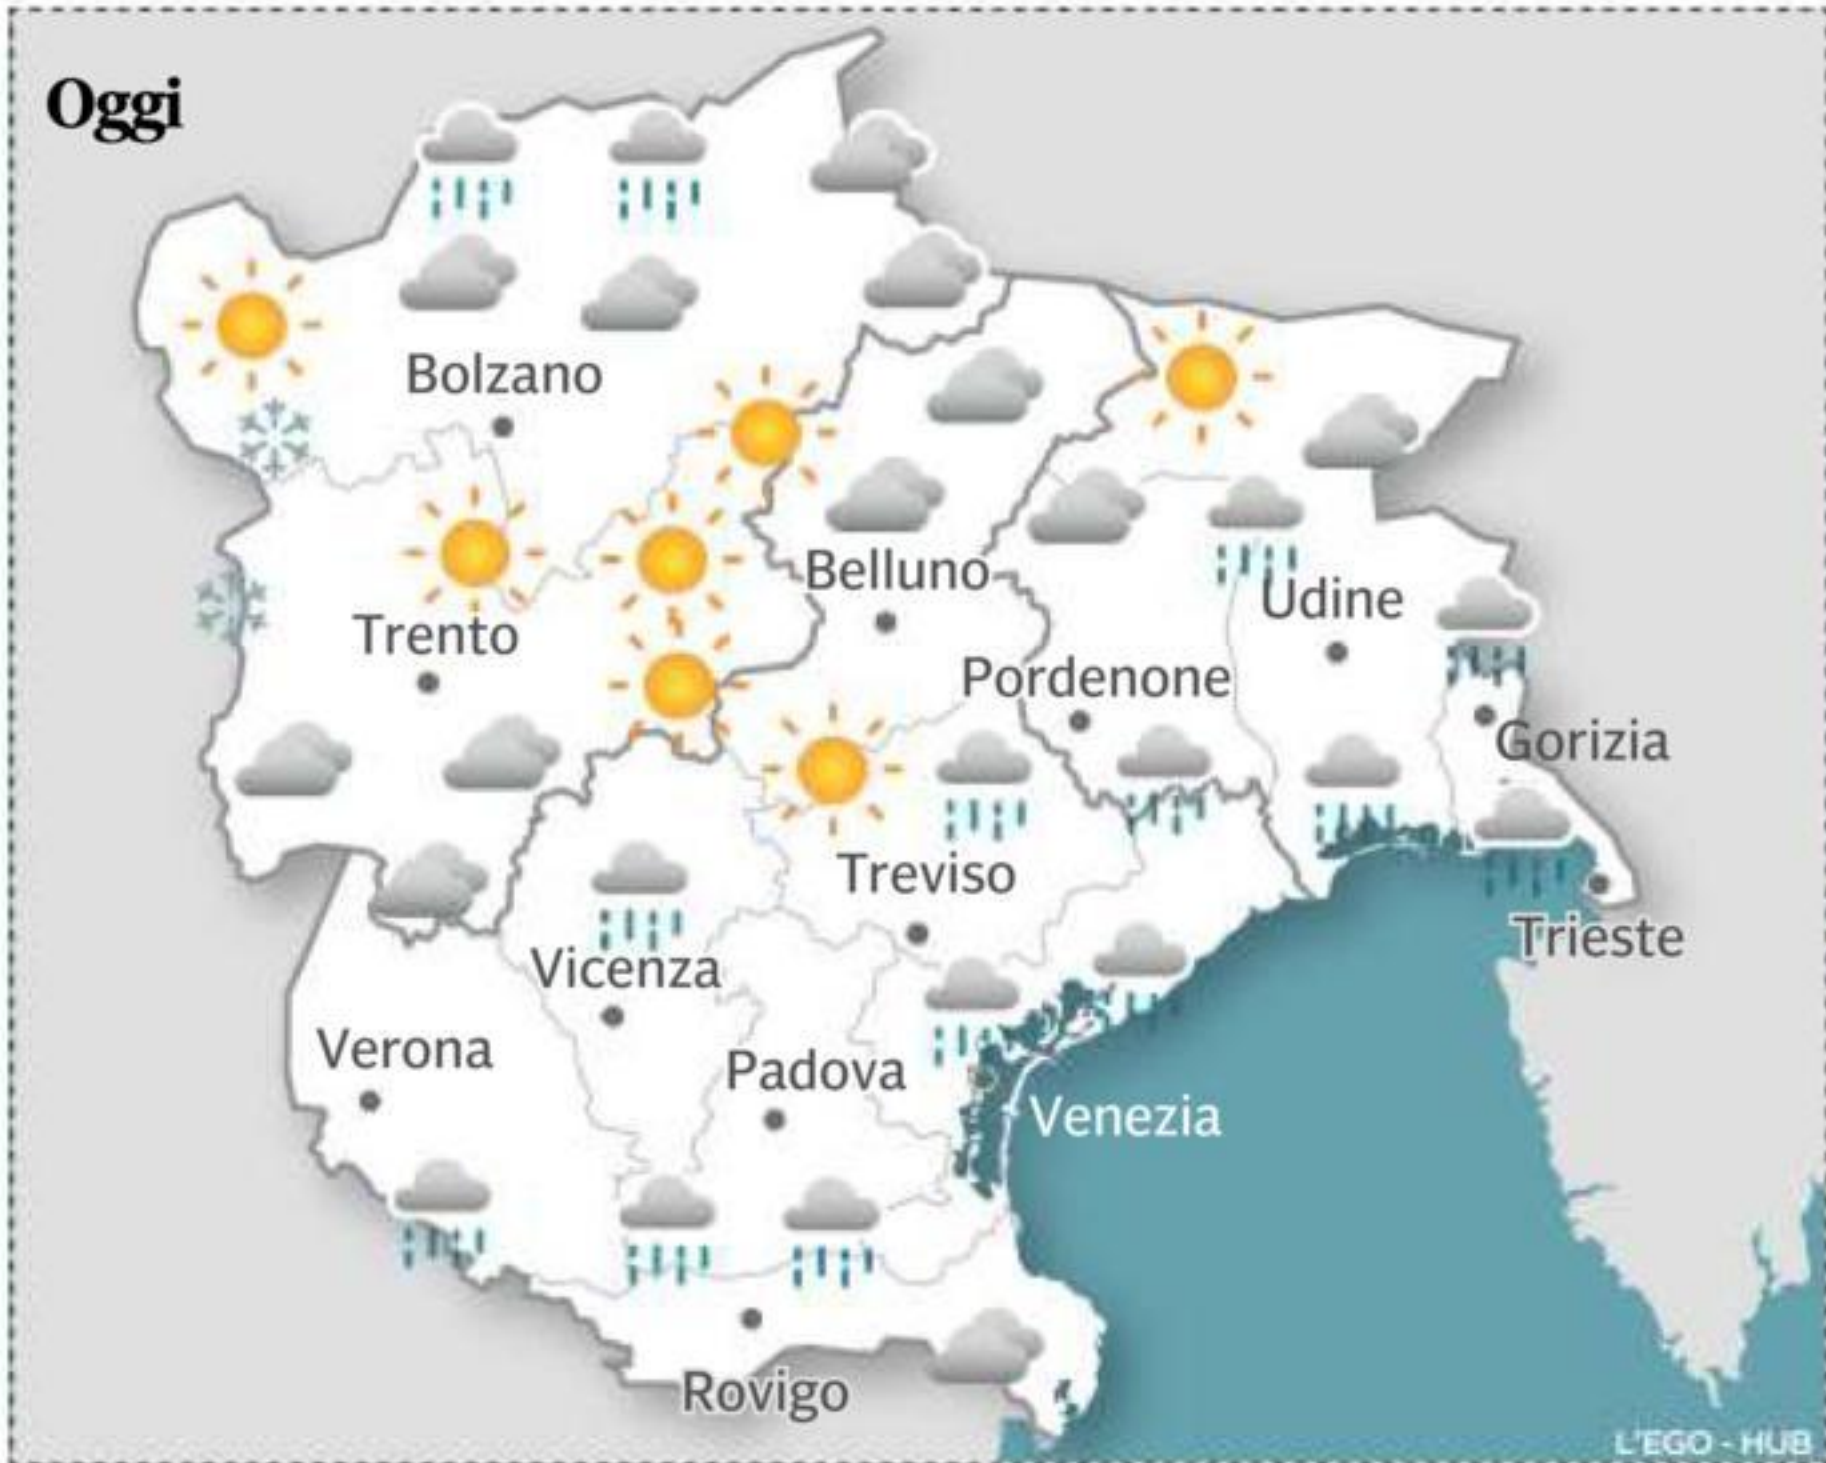 Oggi
Bolzano
Trento
Belluno
Udine
Pordenone
Gorizia
Treviso
Trieste
Vicenza
Verona
Padova
Venezia
Rovigo
L'EGO - HUB